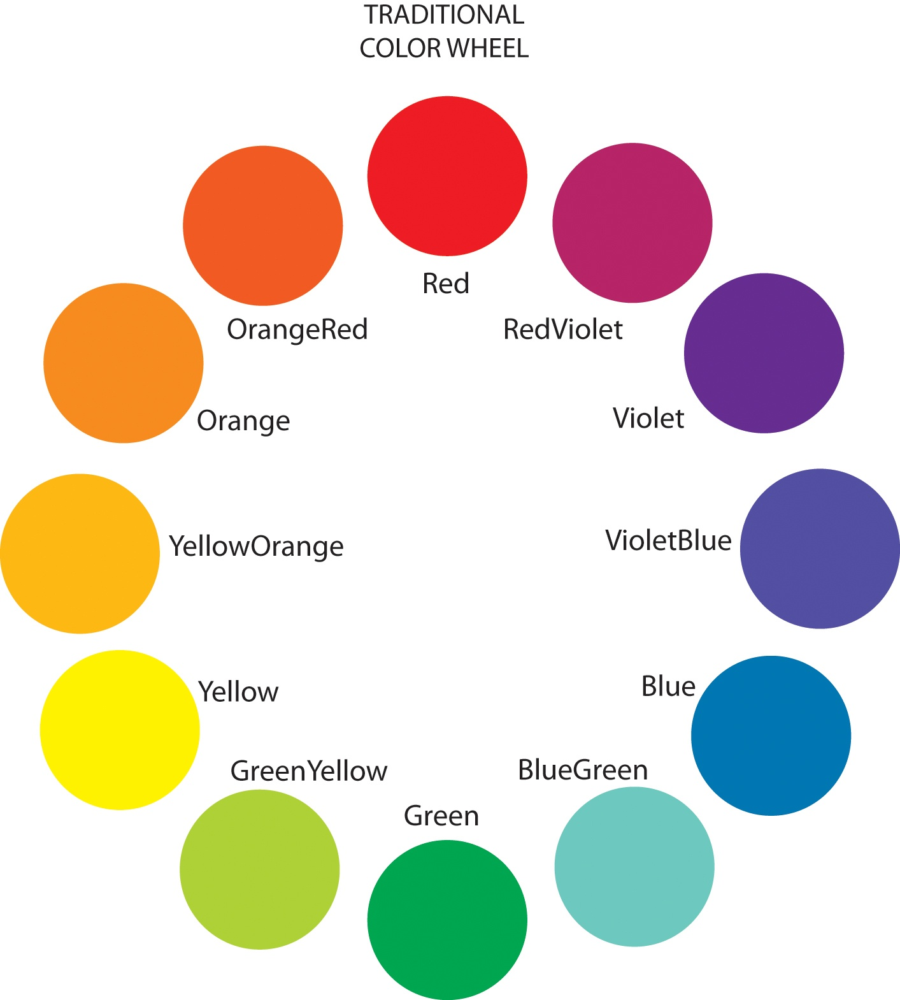 TRADITIONAL
COLOR WHEEL
Red
OrangeRed
RedViolet
Orange
Violet
YellowOrange
VioletBlue
Yellow
Blue
GreenYellow
BlueGreen
Green